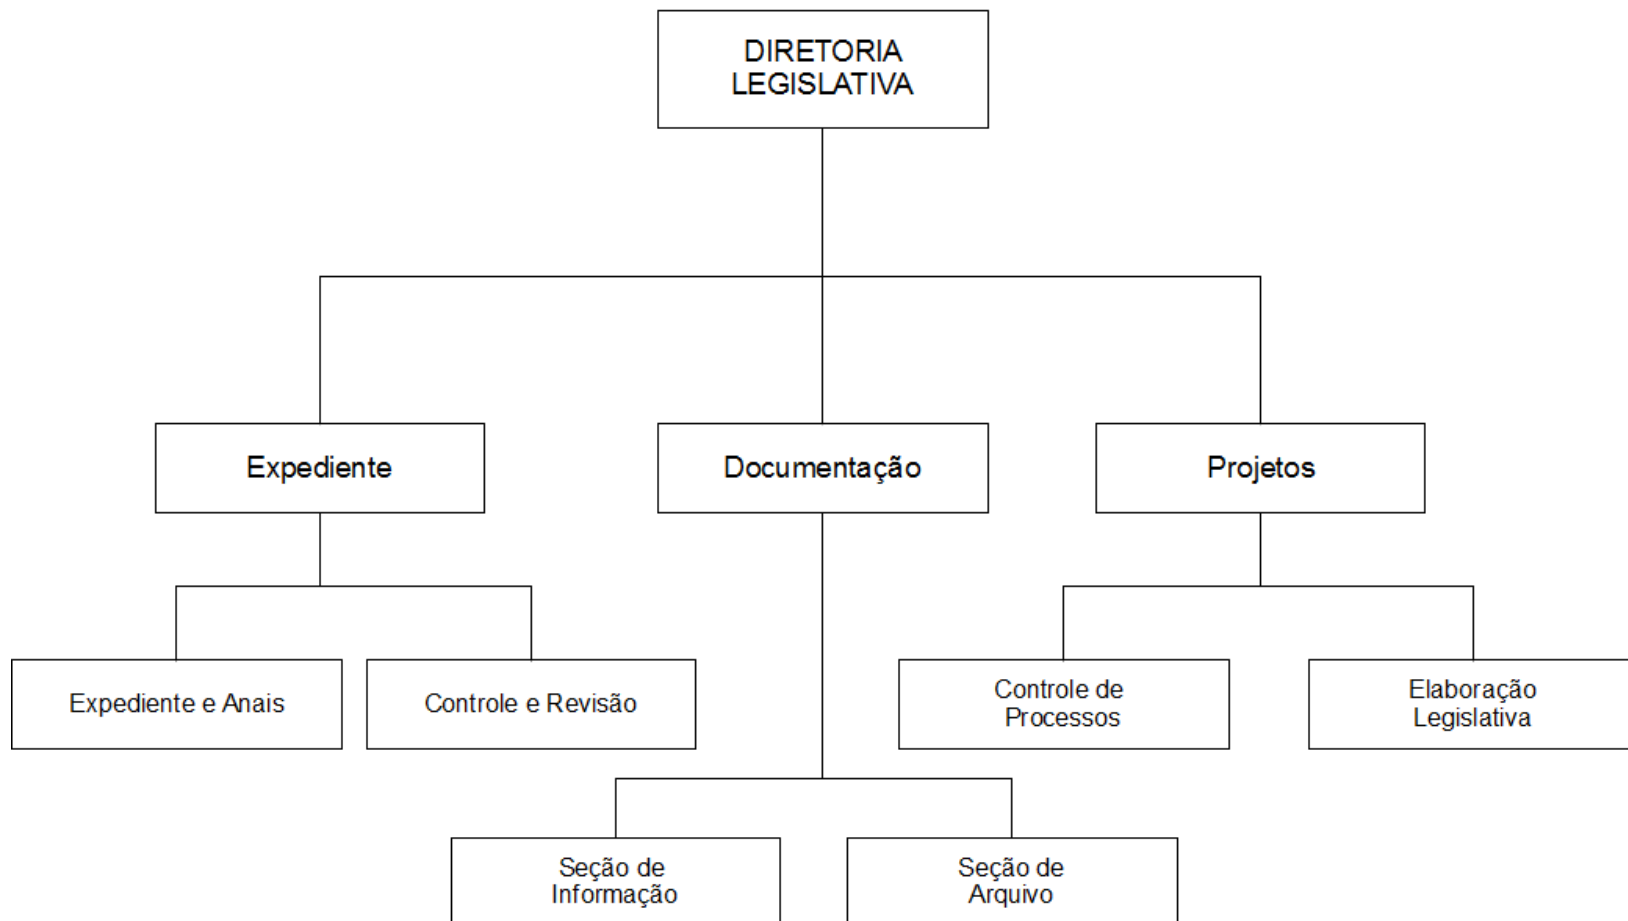 DIRETORIA
LEGISLATIVA
Expediente
Documentação
Projetos
Expediente e Anais
Controle e Revisão
Controle de
Processos
Elaboração
Legislativa
Seção de
Informação
Seção de
Arquivo